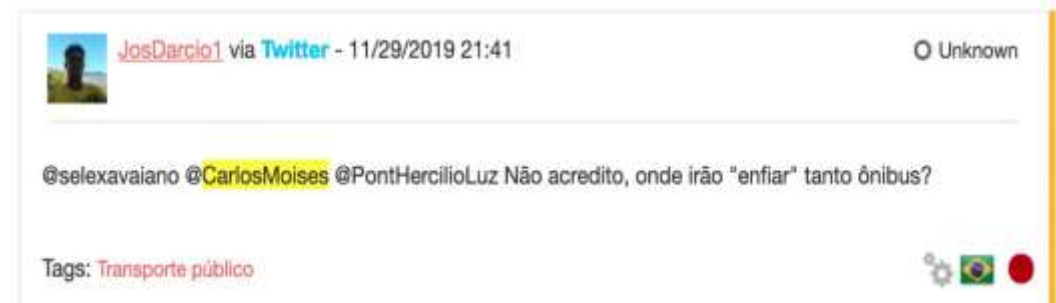 JosDarcio1 via Twitter - 11/29/2019 21:41
Unknown
@selexavaiano @CarlosMoises @PontHercilioLuz Não acredito, onde irão "enfiar" tanto ônibus?
Tags: Transporte público